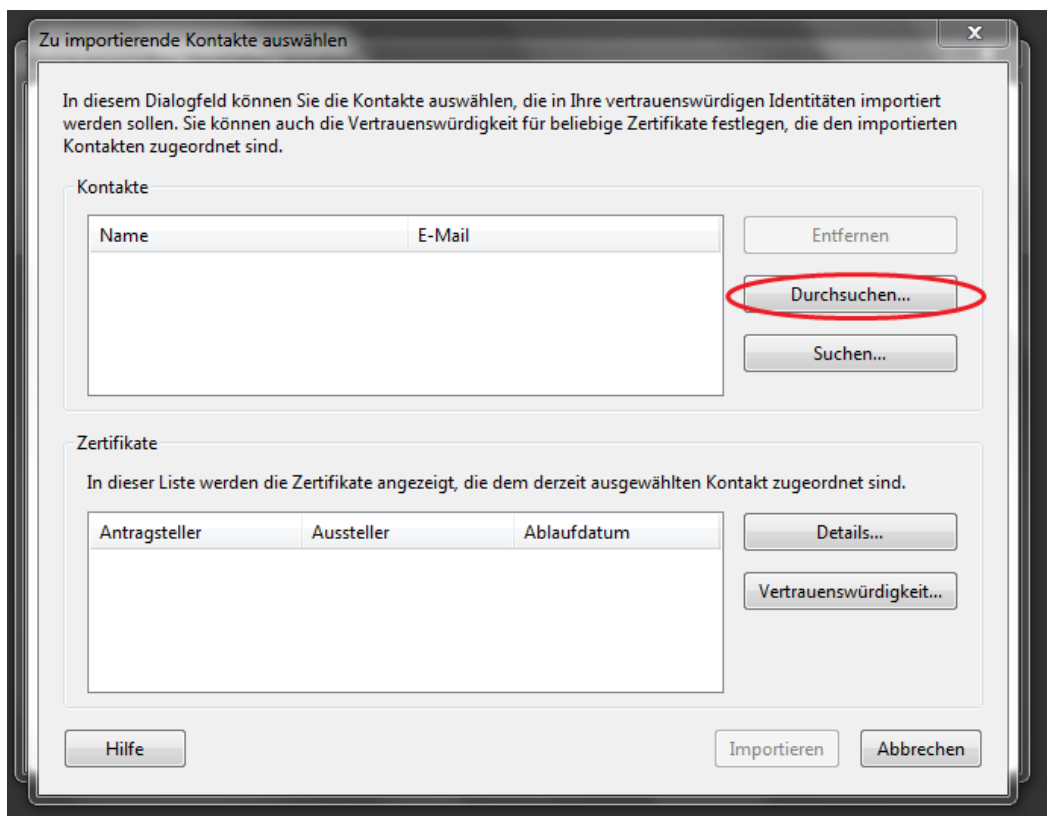 Zu importierende Kontakte auswählen
x
In diesem Dialogfeld können Sie die Kontakte auswählen, die in Ihre vertrauenswürdigen Identitäten importiert
werden sollen. Sie können auch die Vertrauenswürdigkeit für beliebige Zertifikate festlegen, die den importierten
Kontakten zugeordnet sind.
Kontakte
Name E-Mail
Entfernen
Durchsuchen...
Suchen...
Zertifikate
In dieser Liste werden die Zertifikate angezeigt, die dem derzeit ausgewählten Kontakt zugeordnet sind.
Antragsteller Aussteller Ablaufdatum
Details...
Vertrauenswürdigkeit...
Hilfe Importieren Abbrechen